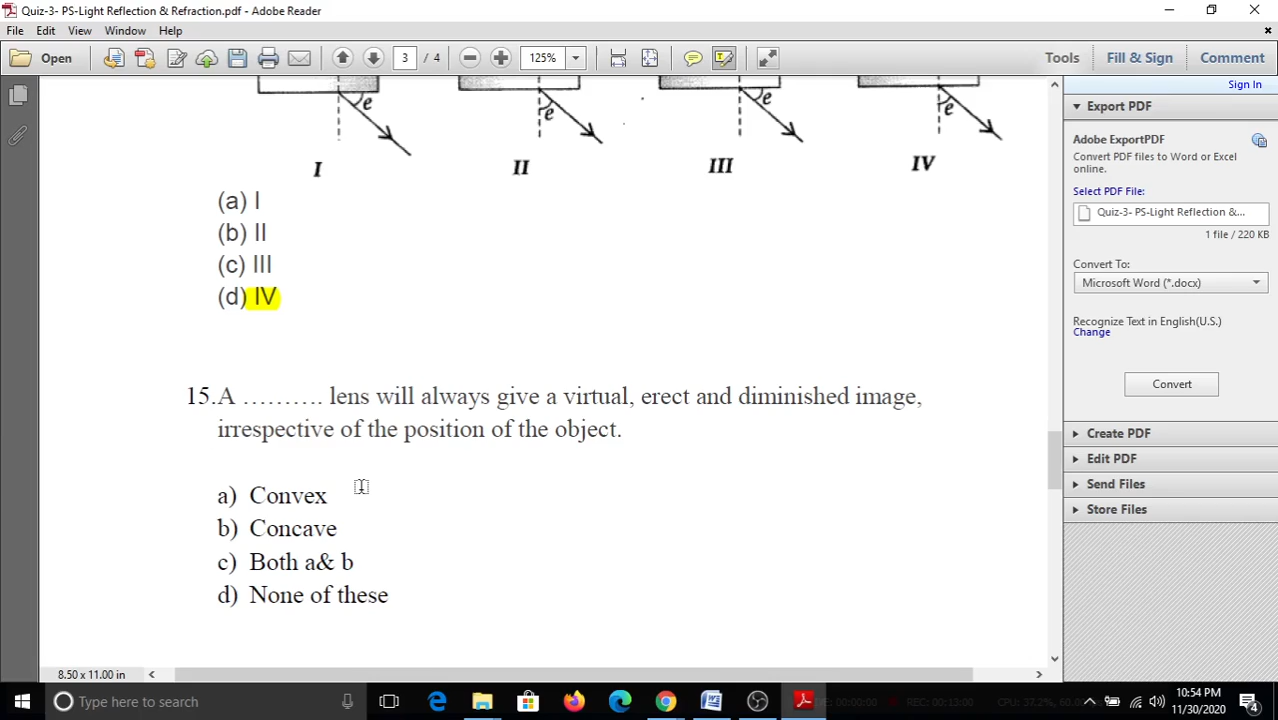 Quiz-3- PS-Light Reflection & Refraction.pdf - Adobe Reader
File Edit View Window Help
Open
3 / 4
125%
Tools Fill & Sign Comment
Sign In
Export PDF
Adobe ExportPDF
Convert PDF files to Word or Excel
online.
Select PDF File:
Quiz-3- PS-Light Reflection &...
1 file / 220 KB
Convert To:
Microsoft Word (*.docx)
Recognize Text in English(U.S.)
Change
Convert
Create PDF
Edit PDF
Send Files
Store Files
e e e e
I II III IV
(a) I
(b) II
(c) III
(d) IV
15.A ………. lens will always give a virtual, erect and diminished image,
irrespective of the position of the object.
a) Convex
b) Concave
c) Both a& b
d) None of these
8.50 x 11.00 in
Type here to search
REC: 00:13:00
10:54 PM
11/30/2020
4